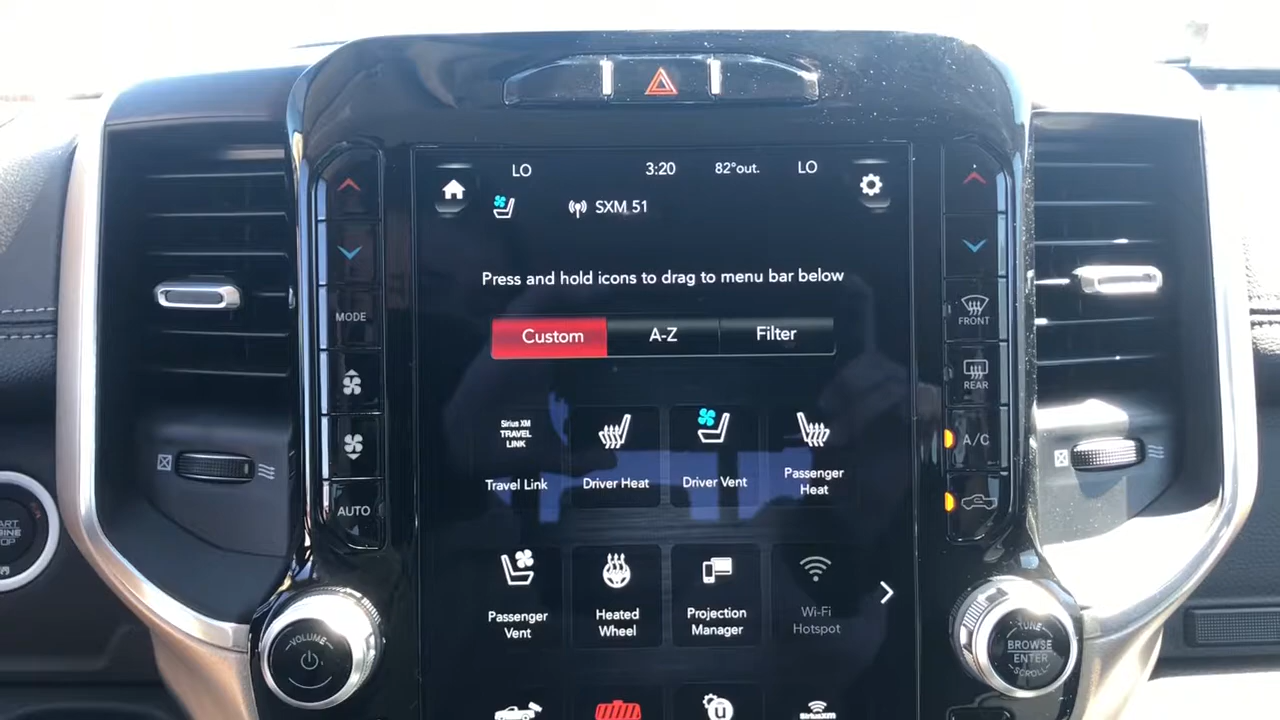 LO
3:20
82°out.
LO
SXM 51
Press and hold icons to drag to menu bar below
Custom
A-Z
Filter
MODE
FRONT
REAR
A/C
AUTO
Sirius XM
TRAVEL
LINK
Travel Link
Driver Heat
Driver Vent
Passenger
Heat
Passenger
Vent
Heated
Wheel
Projection
Manager
Wi-Fi
Hotspot
VOLUME
TUNE
BROWSE
ENTER
SCROLL
u
SiriusXM